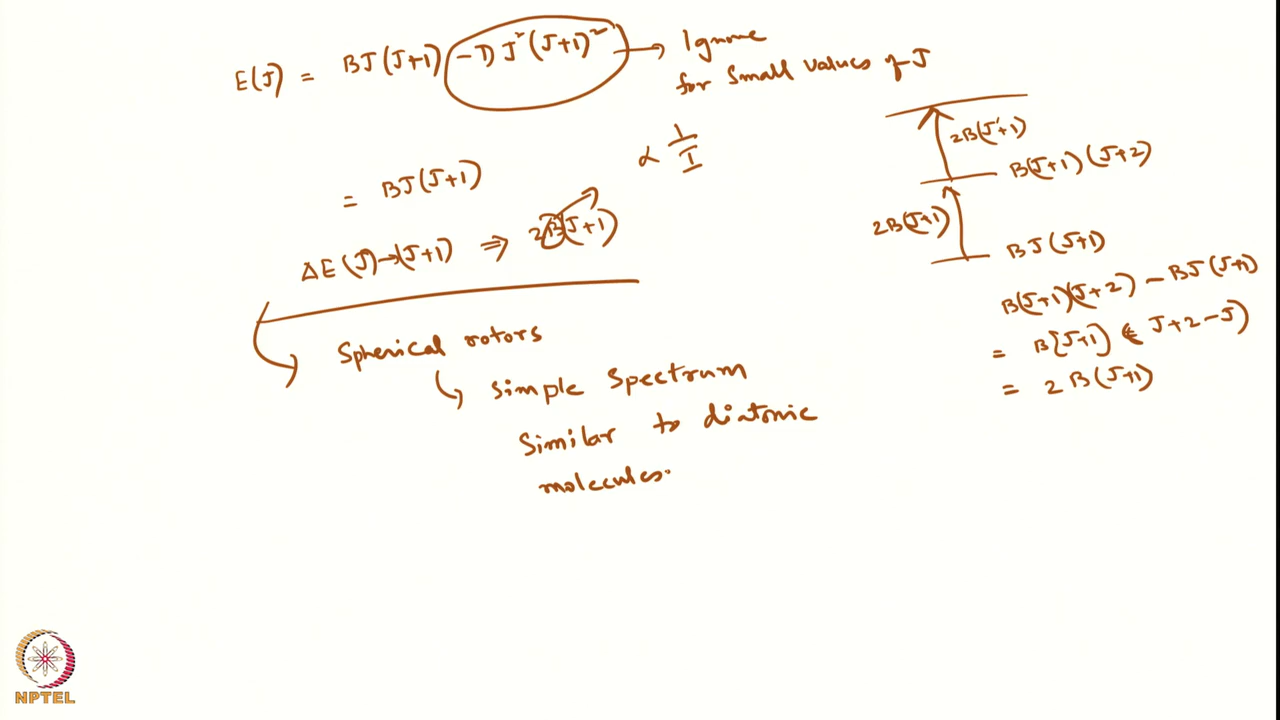 E(J) = BJ(J+1) - D J²(J+1)² → Ignore
for small values of J
= BJ(J+1)
∝ 1/I
ΔE (J)→(J+1) ⇒ 2B(J+1)
Spherical rotors
↳ Simple Spectrum
Similar to diatomic
molecules.
2B(J'+1)
B(J+1)(J+2)
2B(J+1)
BJ(J+1)
B(J+1)(J+2) - BJ(J+1)
= B(J+1) ( J+2-J)
= 2B(J+1)
NPTEL